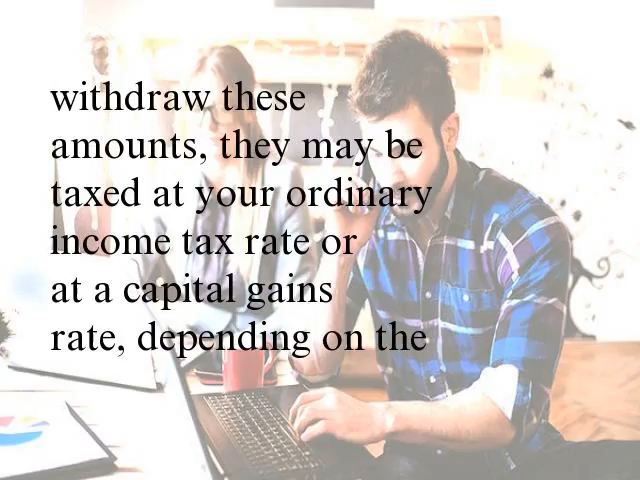 withdraw these
amounts, they may be
taxed at your ordinary
income tax rate or
at a capital gains
rate, depending on the